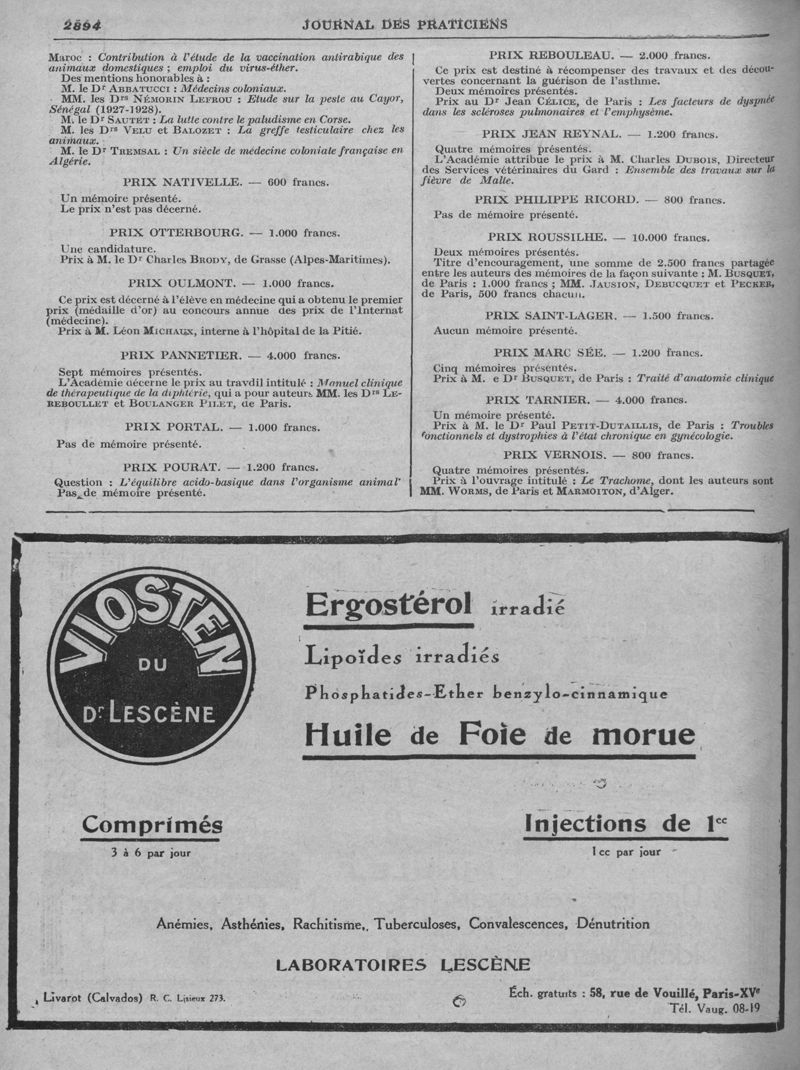 2894
JOURNAL DES PRATICIENS
Maroc : Contribution à l'étude de la vaccination antirabique des
animaux domestiques ; emploi du virus-éther.
Des mentions honorables à :
M. le Dr ABBATUCCI : Médecins coloniaux.
MM. les Drs NÉMORIN LEFROU : Etude sur la peste au Cayor,
Sénégal (1927-1928).
M. le Dr SAUTET : La lutte contre le paludisme en Corse.
M. les Drs VELU et BALOZET : La greffe testiculaire chez les
animaux.
M. le Dr TREMSAL : Un siècle de médecine coloniale française en
Algérie.
PRIX NATIVELLE. — 600 francs.
Un mémoire présenté.
Le prix n'est pas décerné.
PRIX OTTERBOURG. — 1.000 francs.
Une candidature.
Prix à M. le Dr Charles BRODY, de Grasse (Alpes-Maritimes).
PRIX OULMONT. — 1.000 francs.
Ce prix est décerné à l'élève en médecine qui a obtenu le premier
prix (médaille d'or) au concours annue des prix de l'Internat
(médecine).
Prix à M. Léon MICHAUX, interne à l'hôpital de la Pitié.
PRIX PANNETIER. — 4.000 francs.
Sept mémoires présentés.
L'Académie décerne le prix au travdil intitulé : Manuel clinique
de thérapeutique de la diphtérie, qui a pour auteurs MM. les Drs LE-
REBOULLET et BOULANGER PILET, de Paris.
PRIX PORTAL. — 1.000 francs.
Pas de mémoire présenté.
PRIX POURAT. — 1.200 francs.
Question : L'équilibre acido-basique dans l'organisme animal'
Pas de mémoire présenté.
PRIX REBOULEAU. — 2.000 francs.
Ce prix est destiné à récompenser des travaux et des décou-
vertes concernant la guérison de l'asthme.
Deux mémoires présentés.
Prix au Dr Jean CÉLICE, de Paris : Les facteurs de dyspnée
dans les scléroses pulmonaires et l'emphysème.
PRIX JEAN REYNAL. — 1.200 francs.
Quatre mémoires présentés.
L'Académie attribue le prix à M. Charles DUBOIS, Directeur
des Services vétérinaires du Gard : Ensemble des travaux sur la
fièvre de Malte.
PRIX PHILIPPE RICORD. — 800 francs.
Pas de mémoire présenté.
PRIX ROUSSILHE. — 10.000 francs.
Deux mémoires présentés.
Titre d'encouragement, une somme de 2.500 francs partagée
entre les auteurs des mémoires de la façon suivante : M. BUSQUET,
de Paris : 1.000 francs ; MM. JAUSION, DEBUCQUET et PECKER,
de Paris, 500 francs chacun.
PRIX SAINT-LAGER. — 1.500 francs.
Aucun mémoire présenté.
PRIX MARC SÉE. — 1.200 francs.
Cinq mémoires présentés.
Prix à M. e Dr BUSQUET, de Paris : Traité d'anatomie clinique
PRIX TARNIER. — 4.000 francs.
Un mémoire présenté.
Prix à M. le Dr Paul PETIT-DUTAILLIS, de Paris : Troubles
fonctionnels et dystrophies à l'état chronique en gynécologie.
PRIX VERNOIS. — 800 francs.
Quatre mémoires présentés.
Prix à l'ouvrage intitulé : Le Trachome, dont les auteurs sont
MM. WORMS, de Paris et MARMOITON, d'Alger.
VIOSTEN
DU
Dr LESCÈNE
Ergostérol irradié
Lipoïdes irradiés
Phosphatides-Ether benzylo-cinnamique
Huile de Foie de morue
Comprimés
3 à 6 par jour
Injections de 1cc
1 cc par jour
Anémies, Asthénies, Rachitisme, Tuberculoses, Convalescences, Dénutrition
LABORATOIRES LESCÈNE
Livarot (Calvados) R. C. Lisieux 273.
Éch. gratuits : 58, rue de Vouillé, Paris-XVe
Tél. Vaug. 08-19